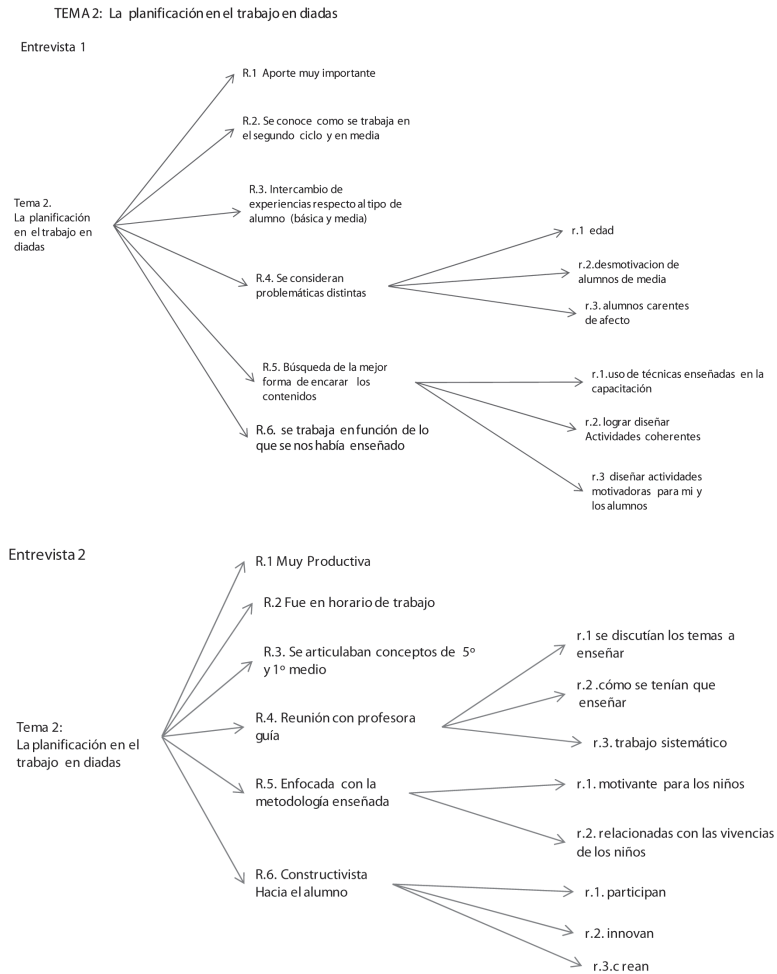 TEMA 2: La planificación en el trabajo en diadas
Entrevista 1
Tema 2.
La planificación
en el trabajo en
diadas
R.1 Aporte muy importante
R.2. Se conoce como se trabaja en
el segundo ciclo y en media
R.3. Intercambio de
experiencias respecto al tipo de
alumno (básica y media)
R.4. Se consideran
problemáticas distintas
r.1 edad
r.2.desmotivacion de
alumnos de media
r.3. alumnos carentes
de afecto
R.5. Búsqueda de la mejor
forma de encarar los
contenidos
r.1.uso de técnicas enseñadas en la
capacitación
r.2. lograr diseñar
Actividades coherentes
r.3 diseñar actividades
motivadoras para mi y
los alumnos
R.6. se trabaja en función de lo
que se nos había enseñado
Entrevista 2
Tema 2:
La planificación en el
trabajo en diadas
R.1 Muy Productiva
R.2 Fue en horario de trabajo
R.3. Se articulaban conceptos de 5º
y 1º medio
R.4. Reunión con profesora
guía
r.1 se discutían los temas a
enseñar
r.2 .cómo se tenían que
enseñar
r.3. trabajo sistemático
R.5. Enfocada con la
metodología enseñada
r.1. motivante para los niños
r.2. relacionadas con las vivencias
de los niños
R.6. Constructivista
Hacia el alumno
r.1. participan
r.2. innovan
r.3.c rean